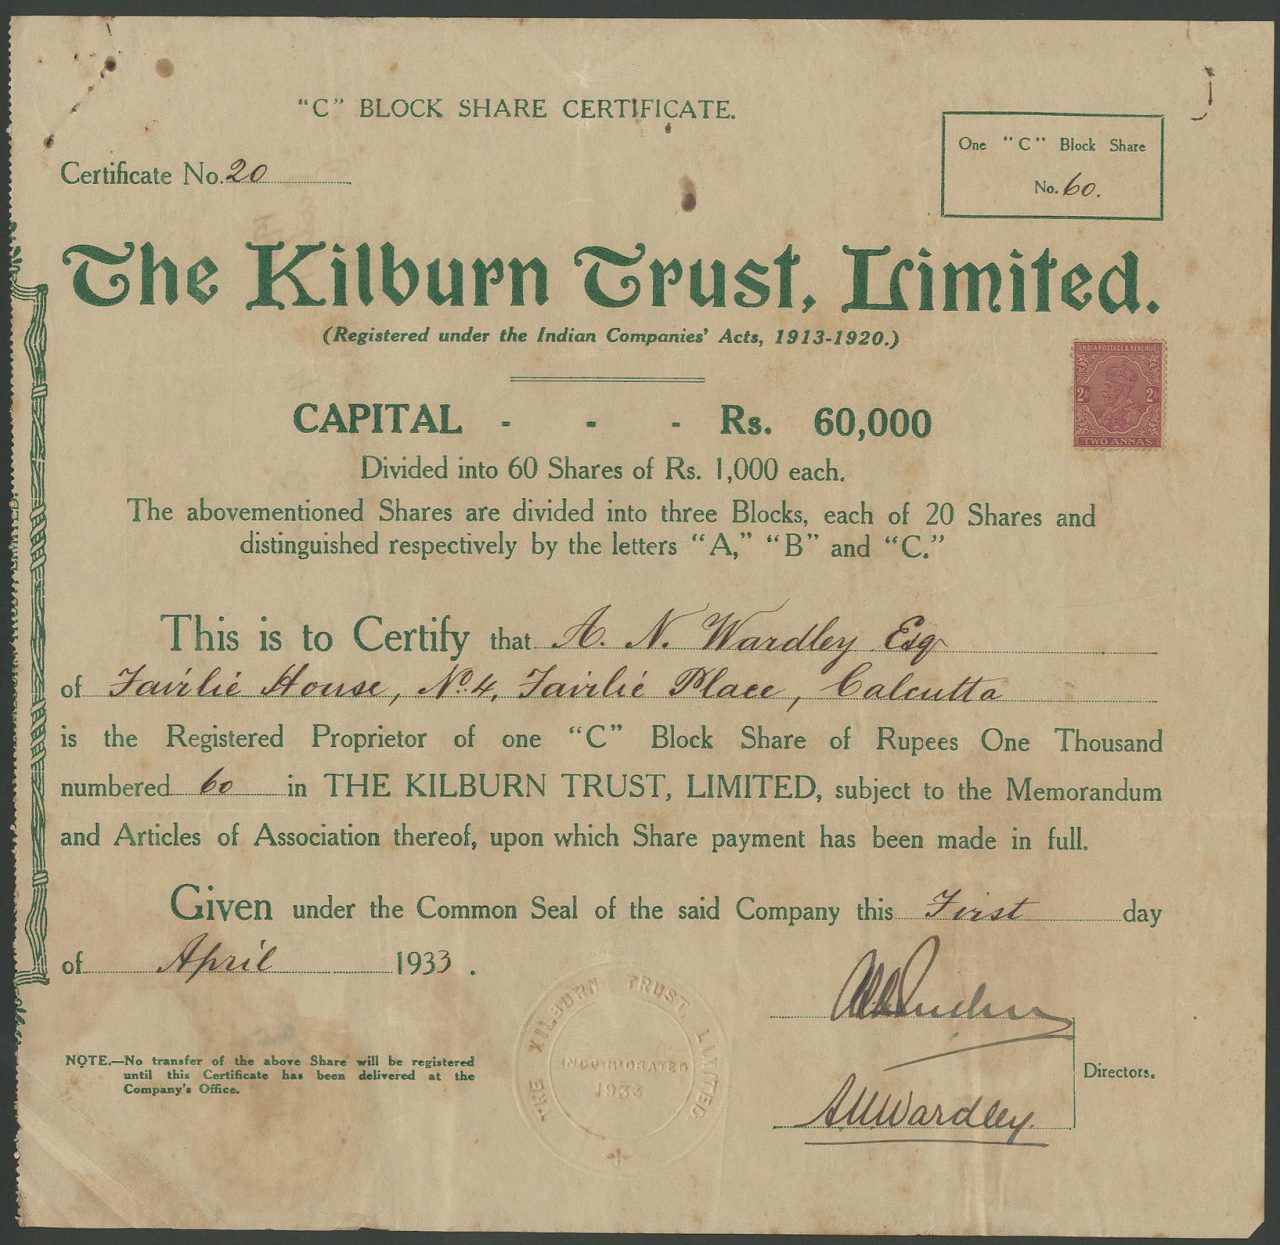 "C" BLOCK SHARE CERTIFICATE.
One "C" Block Share
No. 60.
Certificate No. 20
The Kilburn Trust, Limited.
(Registered under the Indian Companies' Acts, 1913-1920.)
INDIA POSTAGE & REVENUE
2A 2A
TWO ANNAS
CAPITAL - - - Rs. 60,000
Divided into 60 Shares of Rs. 1,000 each.
The abovementioned Shares are divided into three Blocks, each of 20 Shares and
distinguished respectively by the letters "A," "B" and "C."
This is to Certify that A. N. Wardley Esqr
of Fairlie House, No. 4, Fairlie Place, Calcutta
is the Registered Proprietor of one "C" Block Share of Rupees One Thousand
numbered 60 in THE KILBURN TRUST, LIMITED, subject to the Memorandum
and Articles of Association thereof, upon which Share payment has been made in full.
Given under the Common Seal of the said Company this First day
of April 1933.
THE KILBURN TRUST, LIMITED
INCORPORATED
1933
NOTE.—No transfer of the above Share will be registered
until this Certificate has been delivered at the
Company's Office.
Directors.
A.N.Wardley.